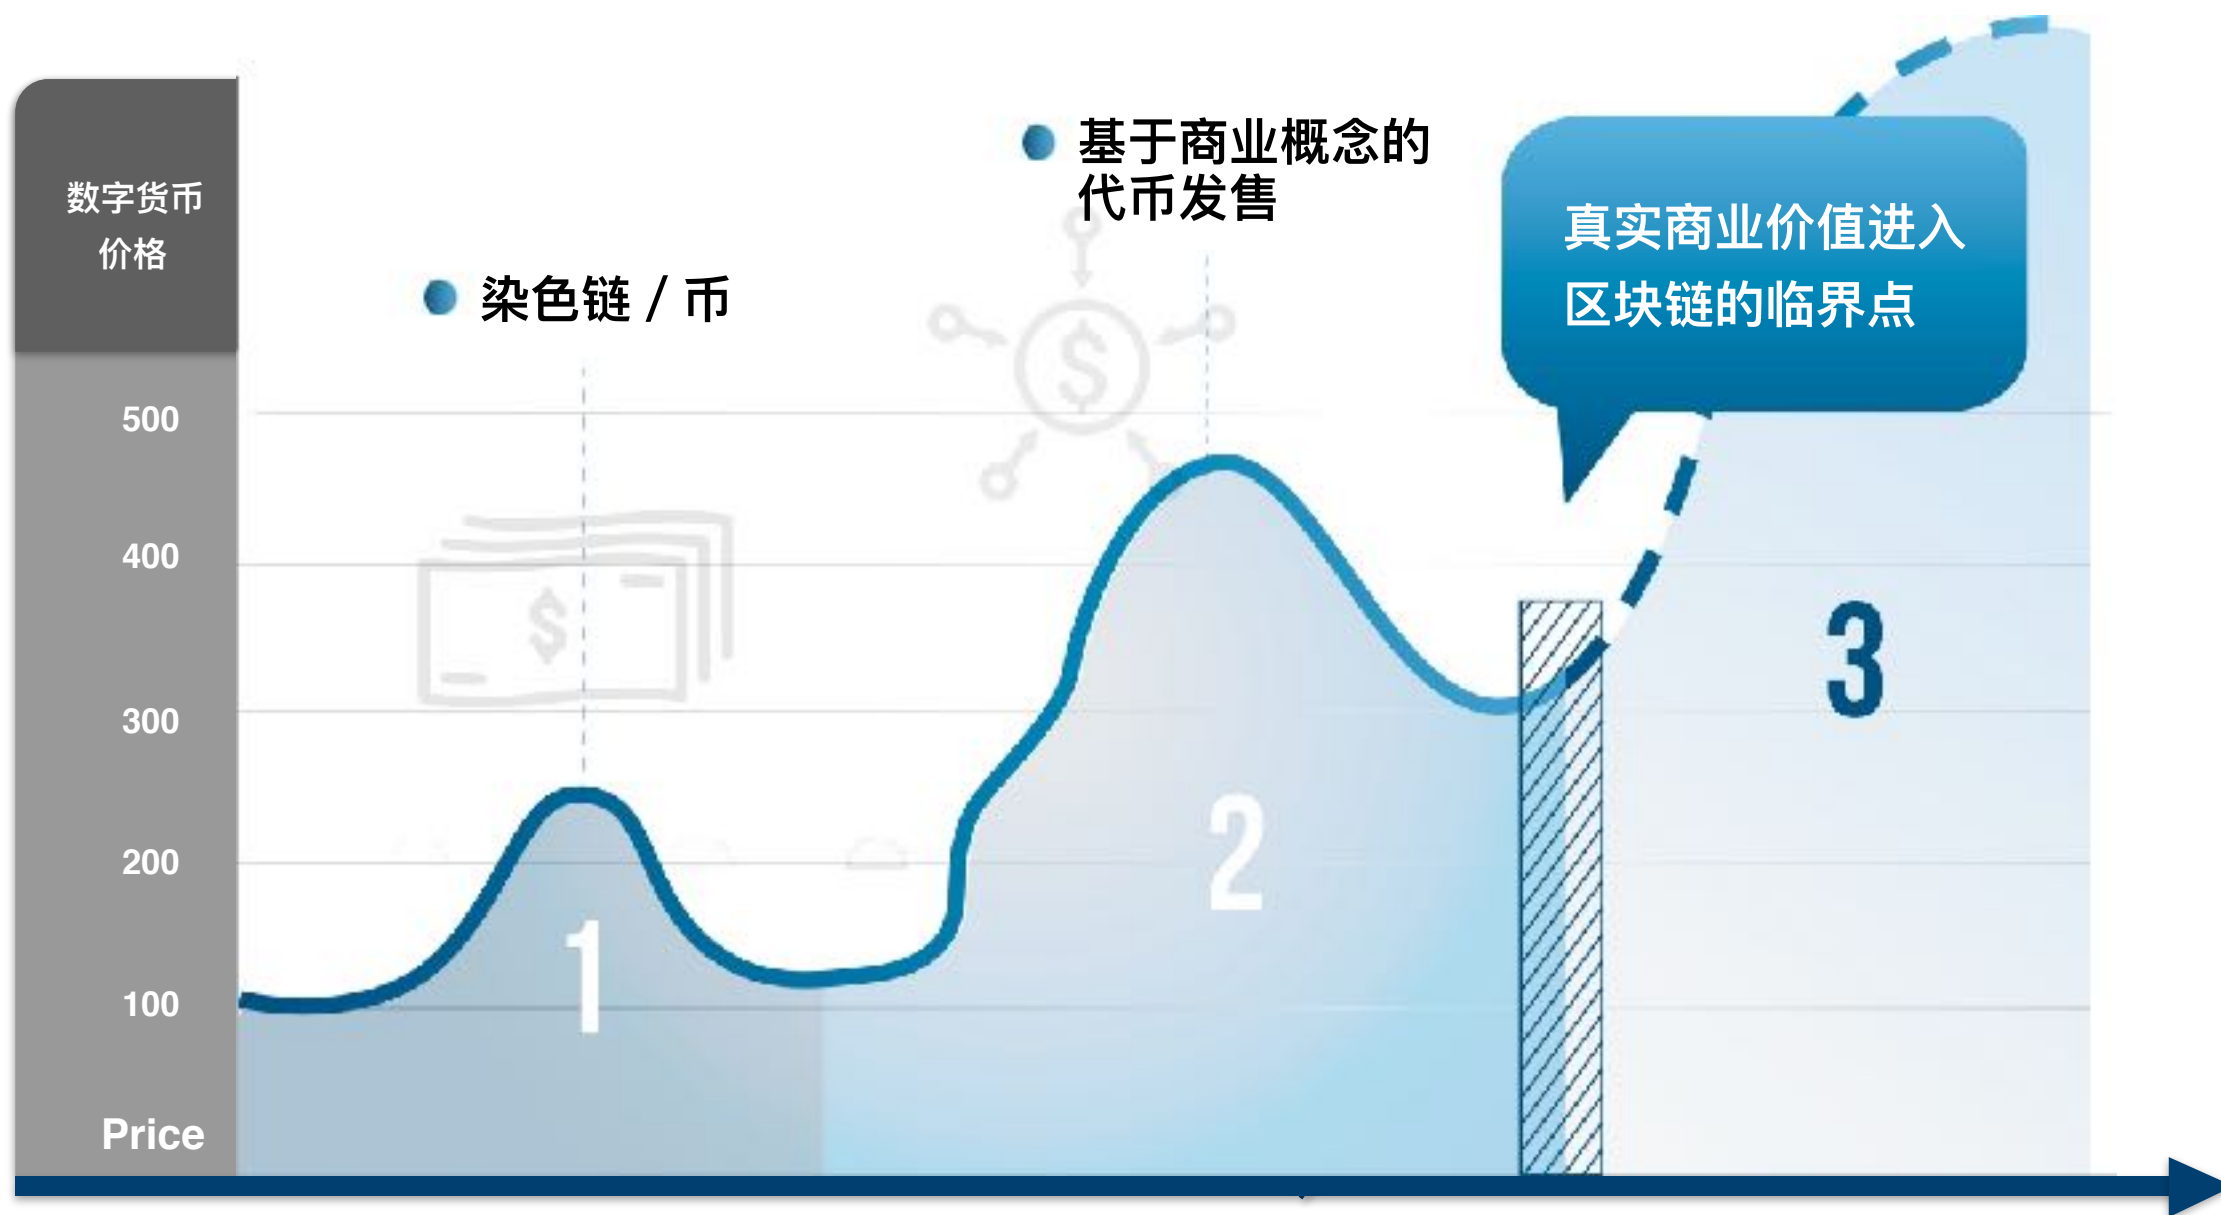 数字货币
价格
500
400
300
200
100
Price
染色链 / 币
基于商业概念的
代币发售
真实商业价值进入
区块链的临界点
1
2
3
$
$